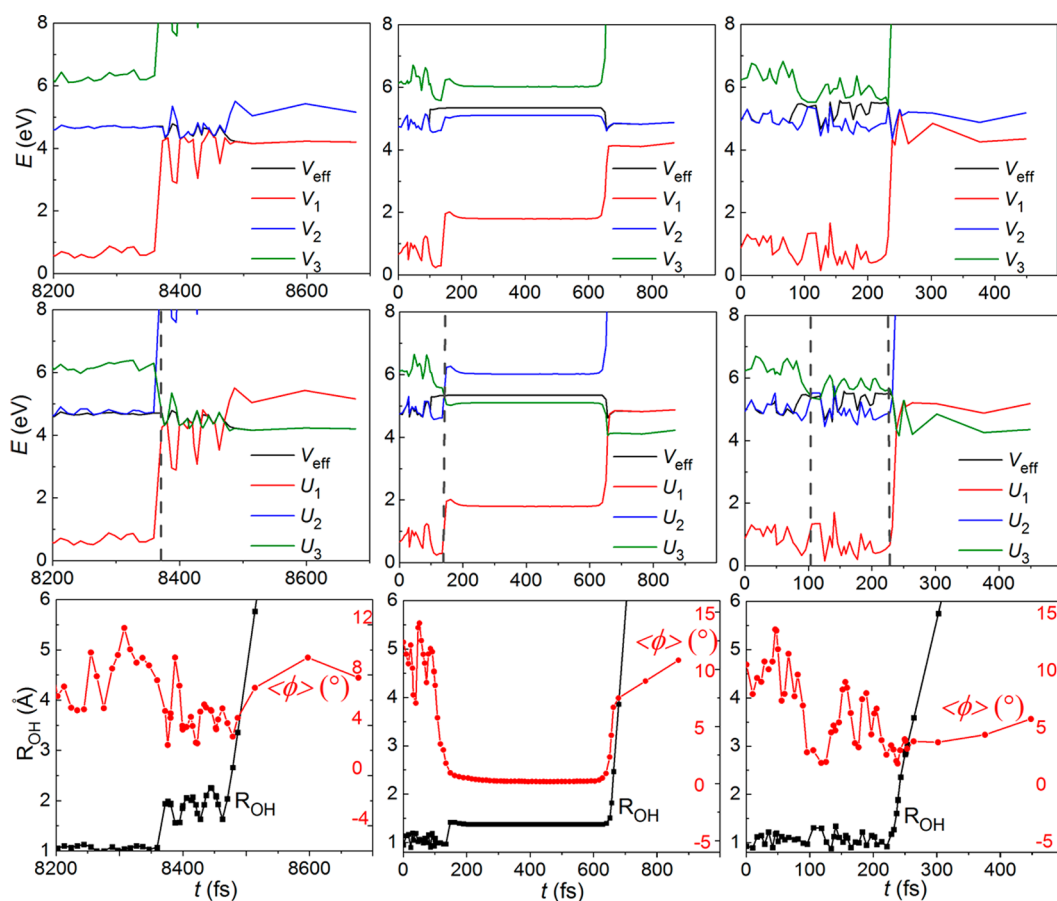 8
6
4
2
0
E (eV)
V_eff
V_1
V_2
V_3
8200 8400 8600
8
6
4
2
0
V_eff
V_1
V_2
V_3
0 200 400 600 800
8
6
4
2
0
V_eff
V_1
V_2
V_3
0 100 200 300 400
8
6
4
2
0
E (eV)
V_eff
U_1
U_2
U_3
8200 8400 8600
8
6
4
2
0
V_eff
U_1
U_2
U_3
0 200 400 600 800
8
6
4
2
0
V_eff
U_1
U_2
U_3
0 100 200 300 400
6
5
4
3
2
1
R_OH (Å)
<ϕ> (°)
R_OH
12
8
4
0
-4
8200 8400 8600
t (fs)
6
5
4
3
2
1
<ϕ> (°)
R_OH
15
10
5
0
-5
0 200 400 600 800
t (fs)
6
5
4
3
2
1
<ϕ> (°)
R_OH
15
10
5
0
-5
0 100 200 300 400
t (fs)